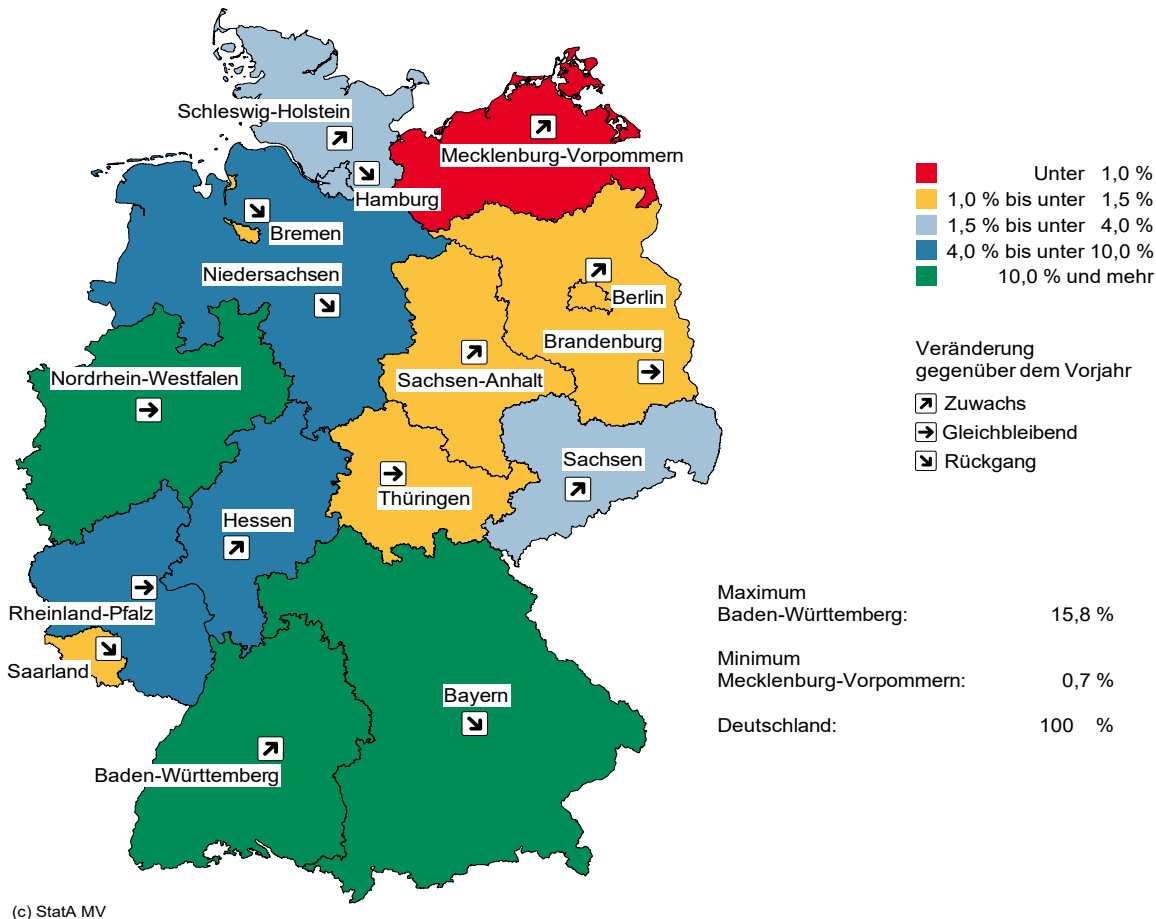 Schleswig-Holstein
Mecklenburg-Vorpommern
Hamburg
Bremen
Niedersachsen
Berlin
Brandenburg
Nordrhein-Westfalen
Sachsen-Anhalt
Sachsen
Thüringen
Hessen
Rheinland-Pfalz
Saarland
Bayern
Baden-Württemberg
Unter 1,0 %
1,0 % bis unter 1,5 %
1,5 % bis unter 4,0 %
4,0 % bis unter 10,0 %
10,0 % und mehr
Veränderung
gegenüber dem Vorjahr
Zuwachs
Gleichbleibend
Rückgang
Maximum
Baden-Württemberg: 15,8 %
Minimum
Mecklenburg-Vorpommern: 0,7 %
Deutschland: 100 %
(c) StatA MV